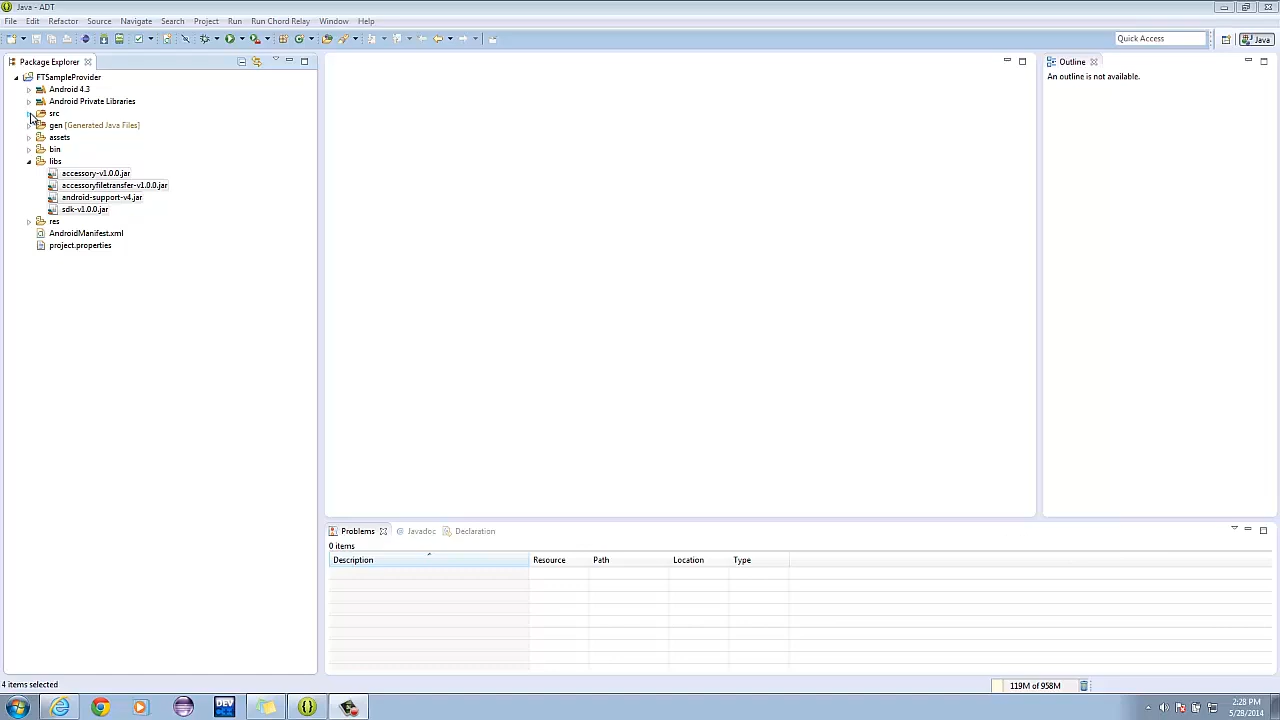 Java - ADT
File Edit Refactor Source Navigate Search Project Run Run Chord Relay Window Help
Quick Access
Java
Package Explorer
FTSampleProvider
Android 4.3
Android Private Libraries
src
gen [Generated Java Files]
assets
bin
libs
accessory-v1.0.0.jar
accessoryfiletransfer-v1.0.0.jar
android-support-v4.jar
sdk-v1.0.0.jar
res
AndroidManifest.xml
project.properties
Outline
An outline is not available.
Problems Javadoc Declaration
0 items
Description Resource Path Location Type
4 items selected
119M of 958M
DEV
2:28 PM
5/28/2014